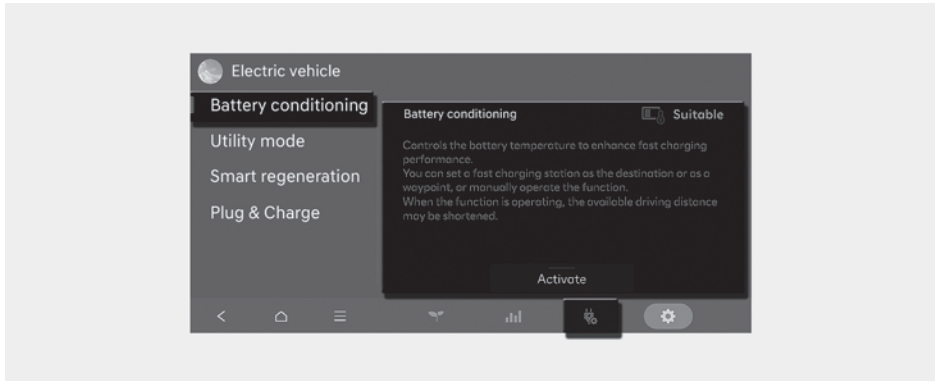 Electric vehicle
Battery conditioning
Utility mode
Smart regeneration
Plug & Charge
Battery conditioning
Suitable
Controls the battery temperature to enhance fast charging
performance.
You can set a fast charging station as the destination or as a
waypoint, or manually operate the function.
When the function is operating, the available driving distance
may be shortened.
Activate